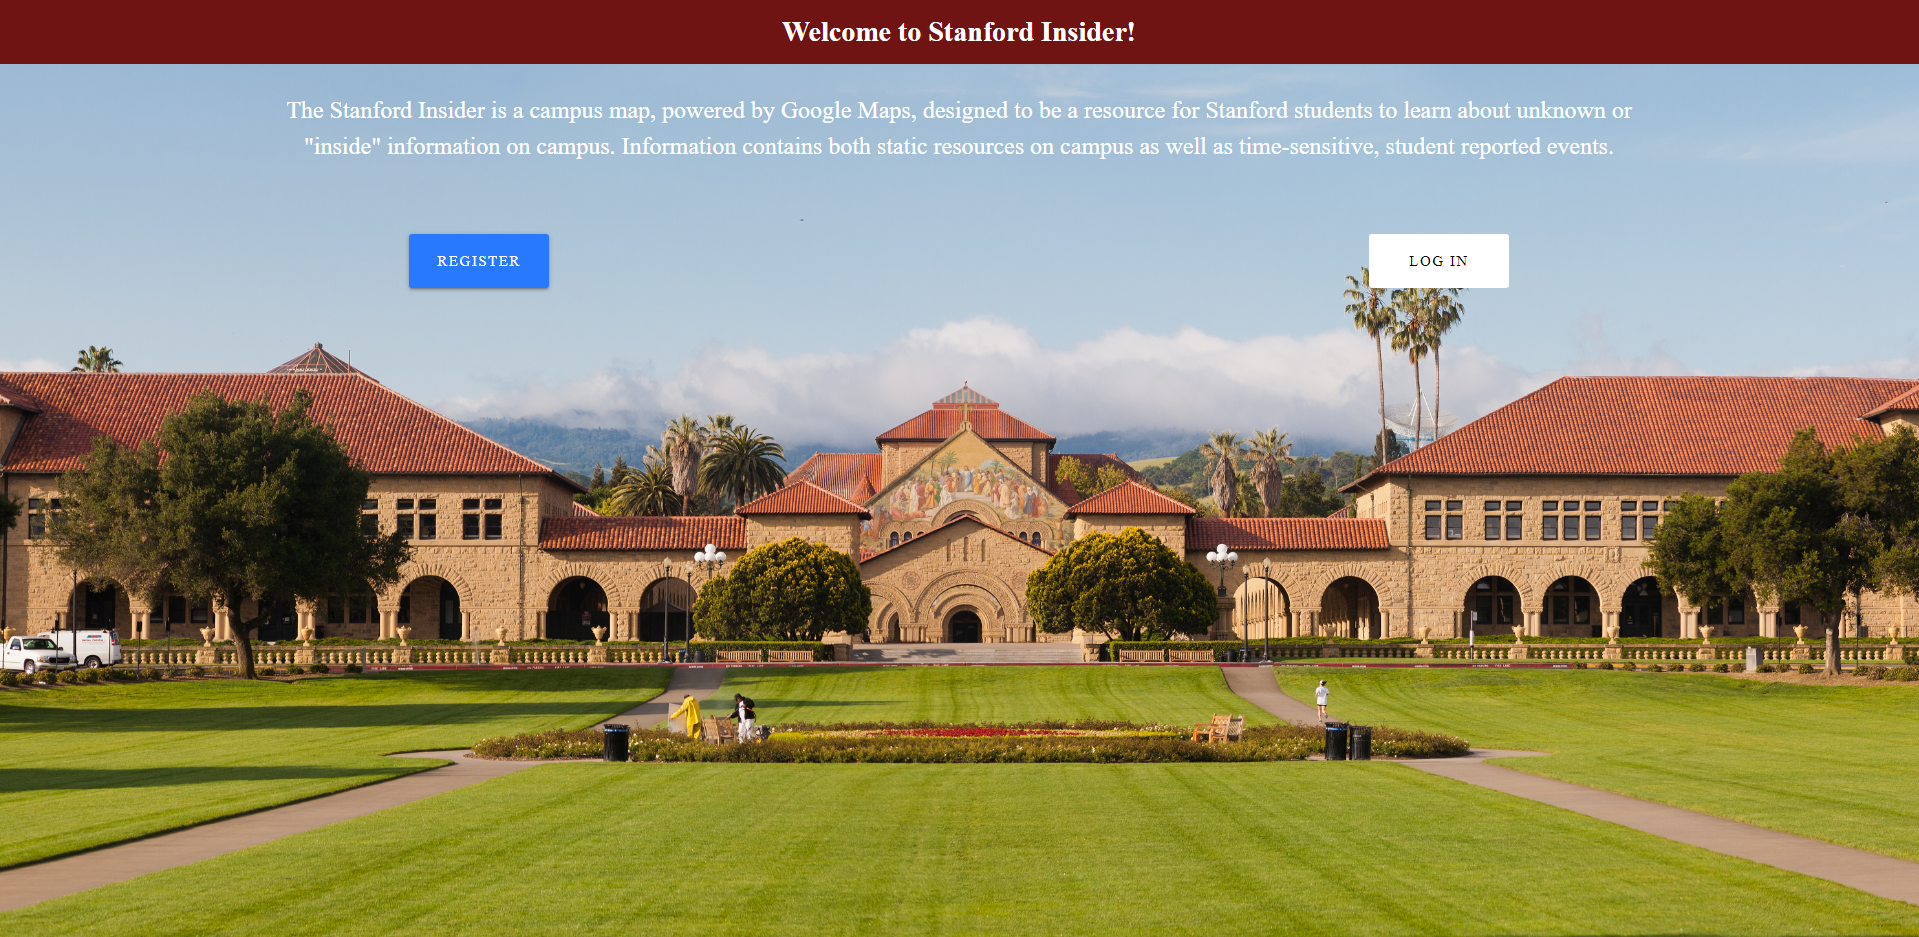 Welcome to Stanford Insider!
The Stanford Insider is a campus map, powered by Google Maps, designed to be a resource for Stanford students to learn about unknown or
"inside" information on campus. Information contains both static resources on campus as well as time-sensitive, student reported events.
REGISTER
LOG IN